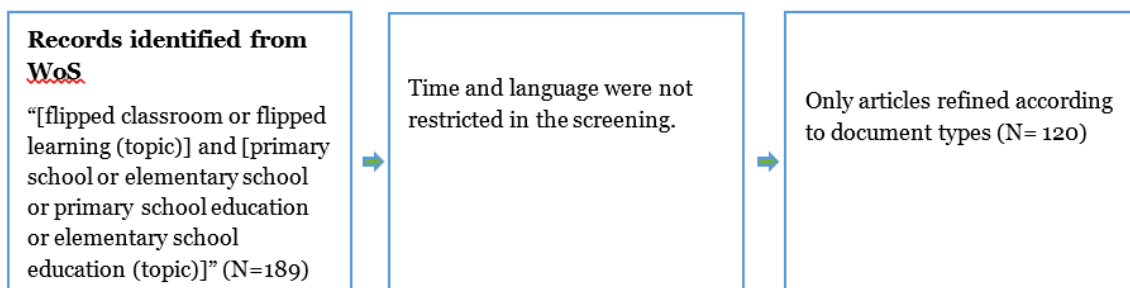 Records identified from
WoS
“[flipped classroom or flipped
learning (topic)] and [primary
school or elementary school
or primary school education
or elementary school
education (topic)]” (N=189)
Time and language were not
restricted in the screening.
Only articles refined according
to document types (N= 120)